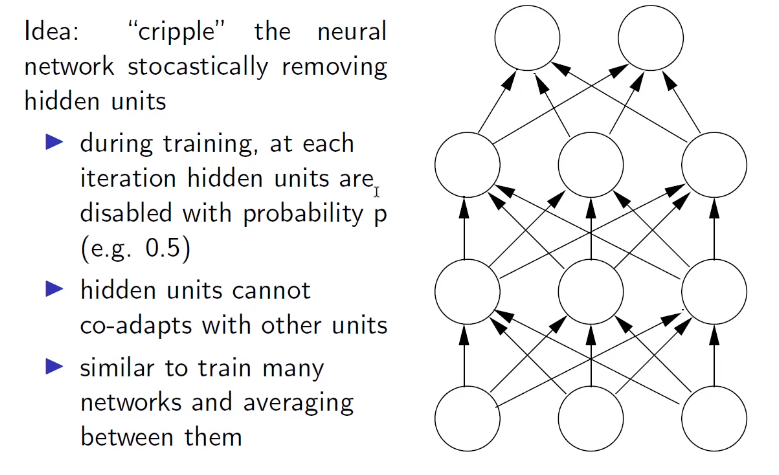 Idea: “cripple” the neural
network stocastically removing
hidden units
during training, at each
iteration hidden units are
disabled with probability p
(e.g. 0.5)
hidden units cannot
co-adapts with other units
similar to train many
networks and averaging
between them